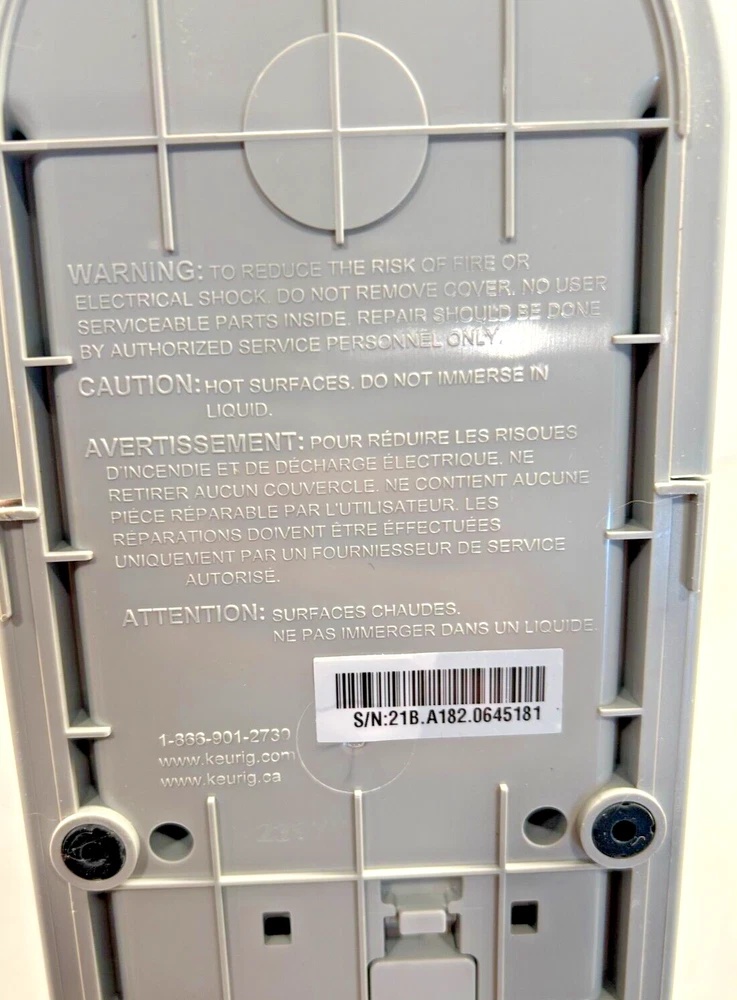 WARNING: TO REDUCE THE RISK OF FIRE OR
ELECTRICAL SHOCK. DO NOT REMOVE COVER. NO USER
SERVICEABLE PARTS INSIDE. REPAIR SHOULD BE DONE
BY AUTHORIZED SERVICE PERSONNEL ONLY.
CAUTION: HOT SURFACES. DO NOT IMMERSE IN
LIQUID.
AVERTISSEMENT: POUR RÉDUIRE LES RISQUES
D'INCENDIE ET DE DÉCHARGE ÉLECTRIQUE. NE
RETIRER AUCUN COUVERCLE. NE CONTIENT AUCUNE
PIÈCE RÉPARABLE PAR L'UTILISATEUR. LES
RÉPARATIONS DOIVENT ÊTRE ÉFFECTUÉES
UNIQUEMENT PAR UN FOURNIESSEUR DE SERVICE
AUTORISÉ.
ATTENTION: SURFACES CHAUDES.
NE PAS IMMERGER DANS UN LIQUIDE.
S/N:21B.A182.0645181
1-866-901-2739
www.keurig.com
www.keurig.ca